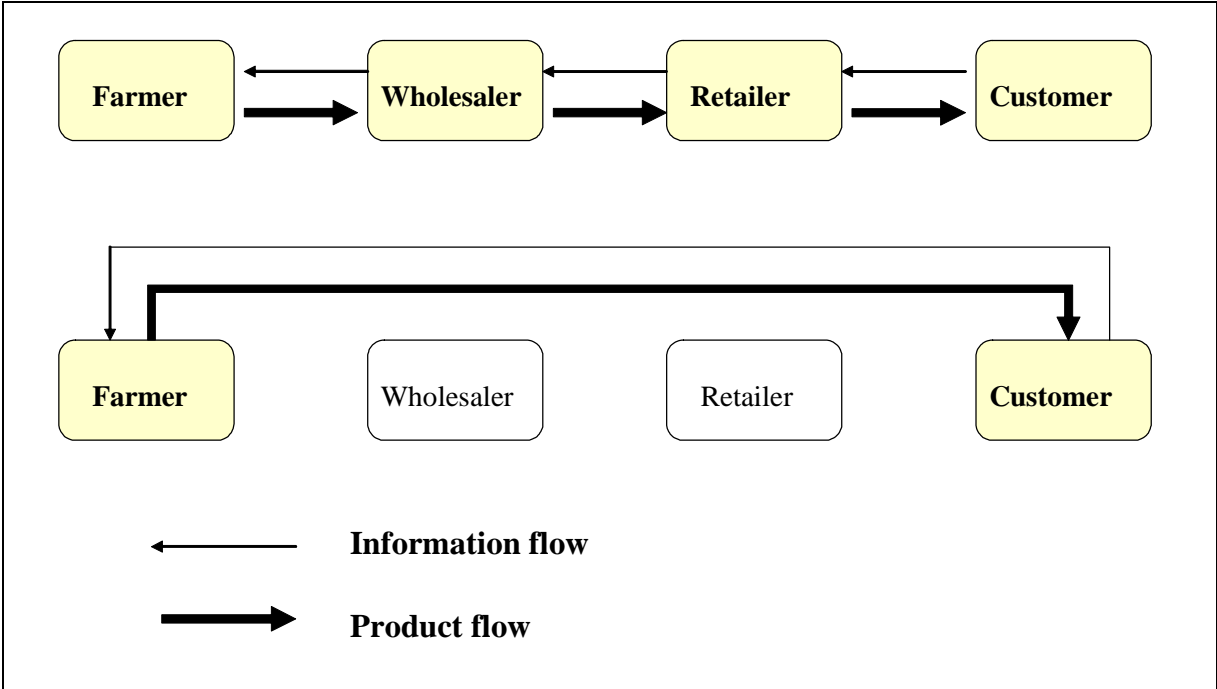 Farmer
Wholesaler
Retailer
Customer
Farmer
Wholesaler
Retailer
Customer
Information flow
Product flow